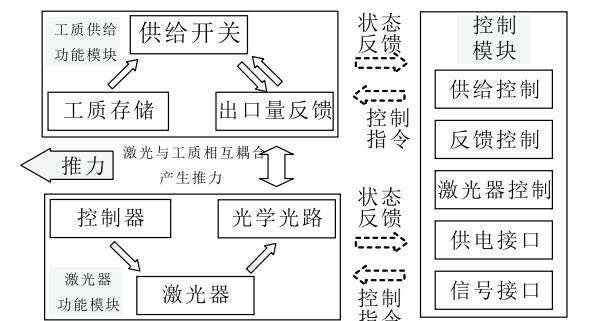 工质供给
功能模块
供给开关
工质存储
出口量反馈
状态
反馈
控制
指令
推力
激光与工质相互耦合
产生推力
控制器
光学光路
激光器
功能模块
激光器
状态
反馈
控制
指令
控制
模块
供给控制
反馈控制
激光器控制
供电接口
信号接口